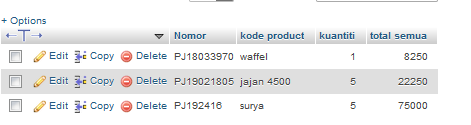 + Options
Nomor kode product kuantiti total semua
Edit Copy Delete PJ18033970 waffel 1 8250
Edit Copy Delete PJ19021805 jajan 4500 5 22250
Edit Copy Delete PJ192416 surya 5 75000